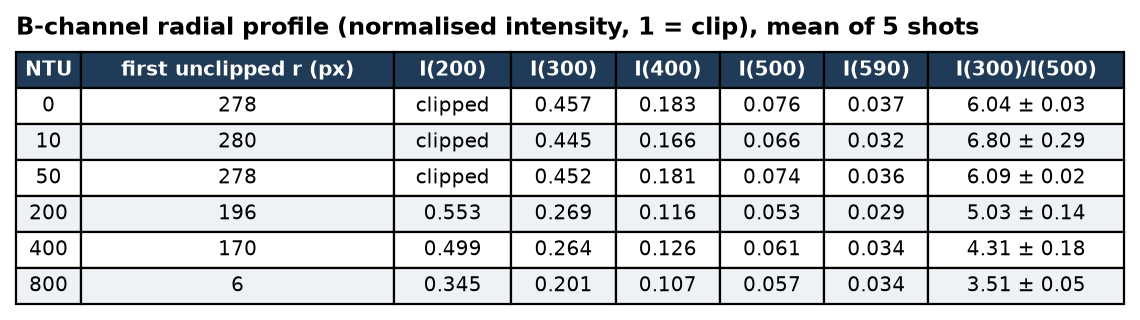 B-channel radial profile (normalised intensity, 1 = clip), mean of 5 shots
NTU first unclipped r (px) I(200) I(300) I(400) I(500) I(590) I(300)/I(500)
0 278 clipped 0.457 0.183 0.076 0.037 6.04 ± 0.03
10 280 clipped 0.445 0.166 0.066 0.032 6.80 ± 0.29
50 278 clipped 0.452 0.181 0.074 0.036 6.09 ± 0.02
200 196 0.553 0.269 0.116 0.053 0.029 5.03 ± 0.14
400 170 0.499 0.264 0.126 0.061 0.034 4.31 ± 0.18
800 6 0.345 0.201 0.107 0.057 0.034 3.51 ± 0.05